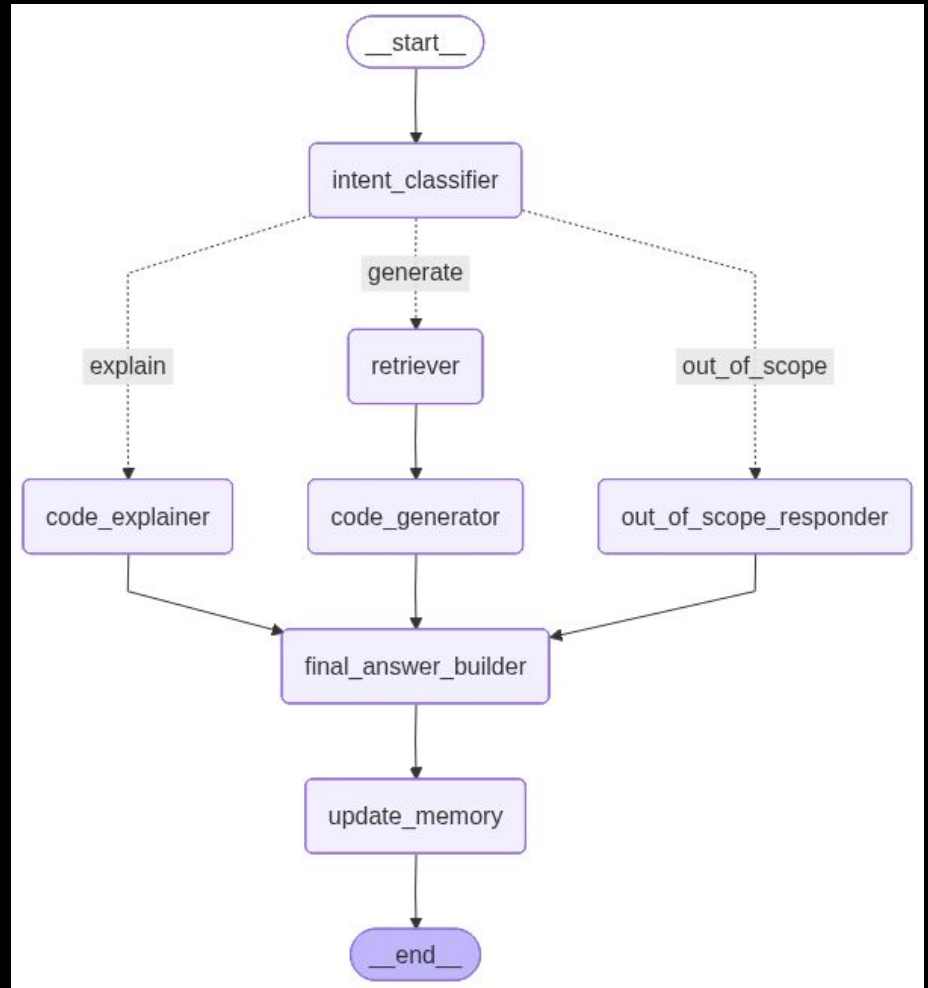 __start__
intent_classifier
generate
explain
retriever
out_of_scope
code_explainer
code_generator
out_of_scope_responder
final_answer_builder
update_memory
__end__